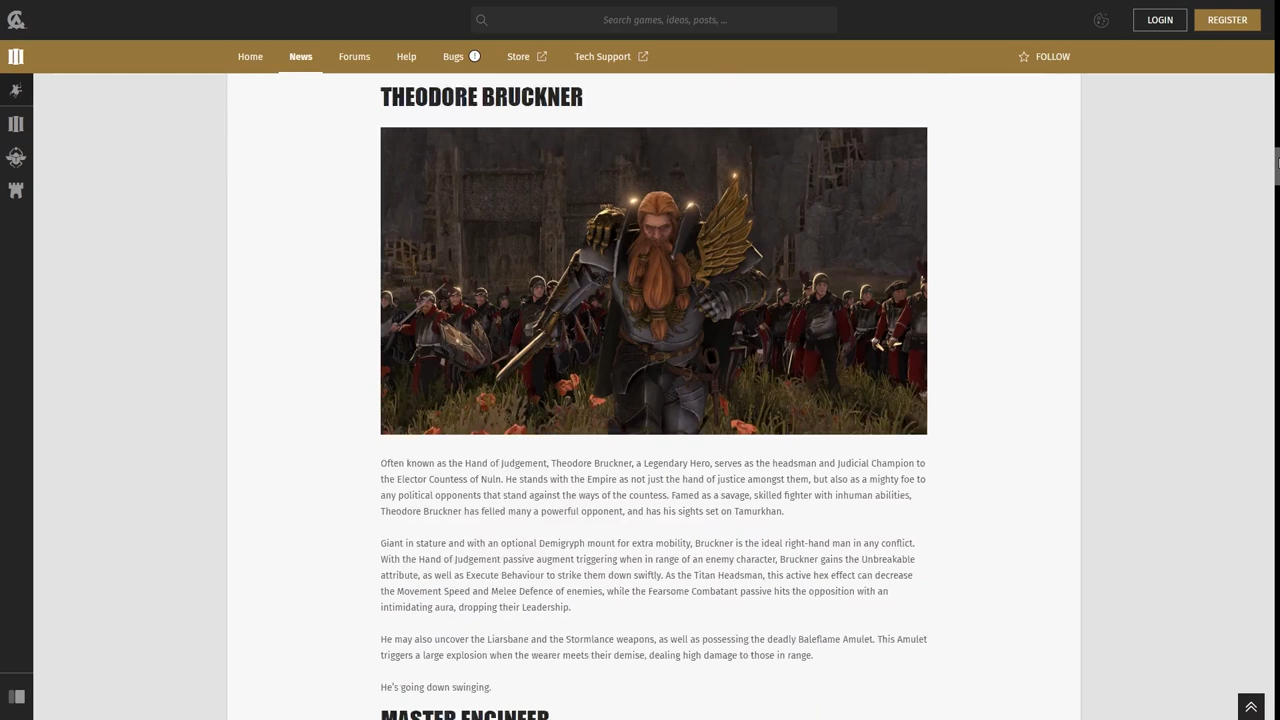 Search games, ideas, posts, ...
LOGIN
REGISTER
Home
News
Forums
Help
Bugs
Store
Tech Support
FOLLOW
THEODORE BRUCKNER
Often known as the Hand of Judgement, Theodore Bruckner, a Legendary Hero, serves as the headsman and Judicial Champion to
the Elector Countess of Nuln. He stands with the Empire as not just the hand of justice amongst them, but also as a mighty foe to
any political opponents that stand against the ways of the countess. Famed as a savage, skilled fighter with inhuman abilities,
Theodore Bruckner has felled many a powerful opponent, and has his sights set on Tamurkhan.
Giant in stature and with an optional Demigryph mount for extra mobility, Bruckner is the ideal right-hand man in any conflict.
With the Hand of Judgement passive augment triggering when in range of an enemy character, Bruckner gains the Unbreakable
attribute, as well as Execute Behaviour to strike them down swiftly. As the Titan Headsman, this active hex effect can decrease
the Movement Speed and Melee Defence of enemies, while the Fearsome Combatant passive hits the opposition with an
intimidating aura, dropping their Leadership.
He may also uncover the Liarsbane and the Stormlance weapons, as well as possessing the deadly Baleflame Amulet. This Amulet
triggers a large explosion when the wearer meets their demise, dealing high damage to those in range.
He's going down swinging.
MASTER ENGINEER